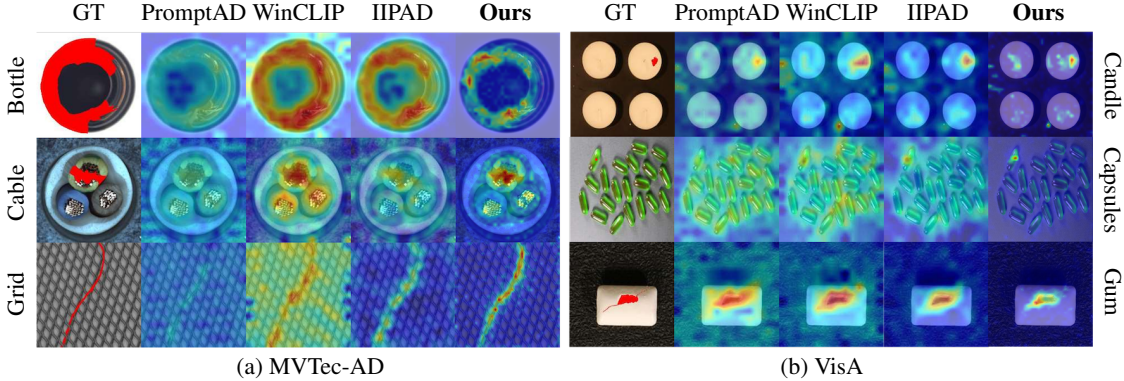 GT PromptAD WinCLIP IIPAD Ours GT PromptAD WinCLIP IIPAD Ours
Bottle
Cable
Grid
Candle
Capsules
Gum
(a) MVTec-AD
(b) VisA